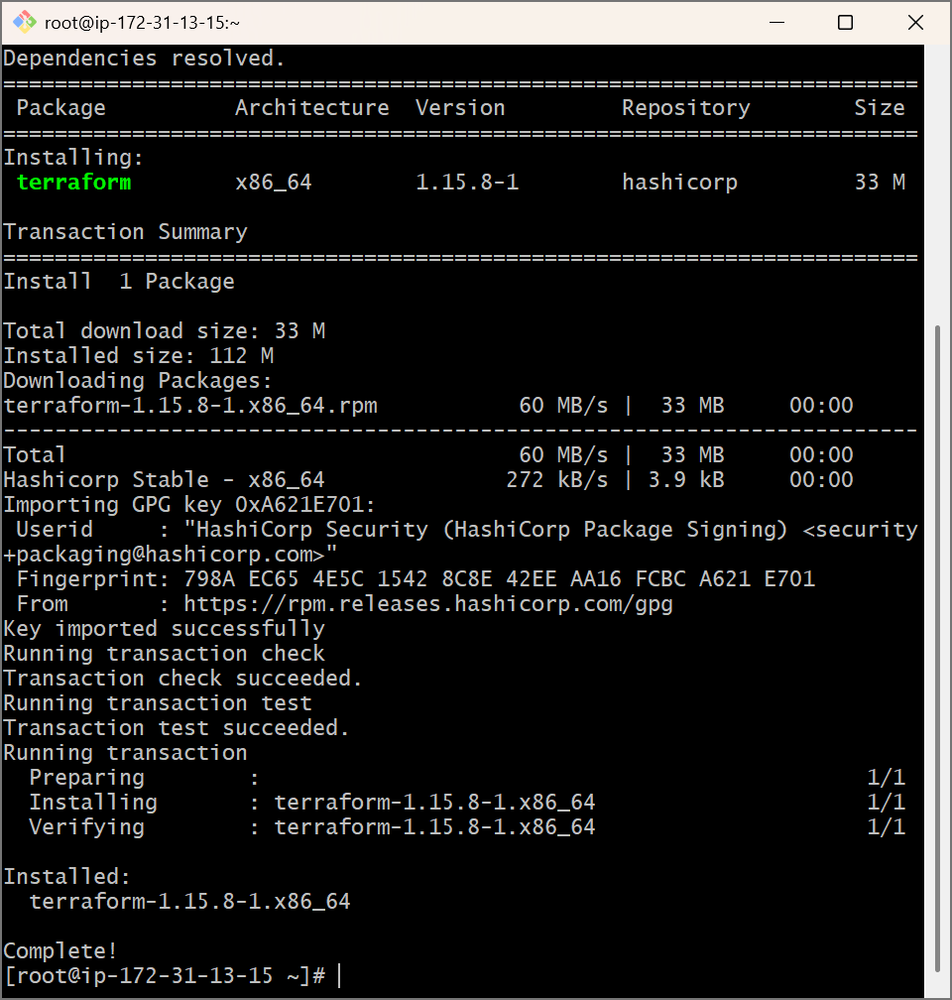 root@ip-172-31-13-15:~
Dependencies resolved.
=======================================================================
 Package          Architecture  Version         Repository        Size
=======================================================================
Installing:
 terraform        x86_64        1.15.8-1        hashicorp         33 M

Transaction Summary
=======================================================================
Install  1 Package

Total download size: 33 M
Installed size: 112 M
Downloading Packages:
terraform-1.15.8-1.x86_64.rpm           60 MB/s |  33 MB     00:00
-----------------------------------------------------------------------
Total                                   60 MB/s |  33 MB     00:00
Hashicorp Stable - x86_64              272 kB/s | 3.9 kB     00:00
Importing GPG key 0xA621E701:
 Userid     : "HashiCorp Security (HashiCorp Package Signing) <security
+packaging@hashicorp.com>"
 Fingerprint: 798A EC65 4E5C 1542 8C8E 42EE AA16 FCBC A621 E701
 From       : https://rpm.releases.hashicorp.com/gpg
Key imported successfully
Running transaction check
Transaction check succeeded.
Running transaction test
Transaction test succeeded.
Running transaction
  Preparing        :                                               1/1
  Installing       : terraform-1.15.8-1.x86_64                     1/1
  Verifying        : terraform-1.15.8-1.x86_64                     1/1

Installed:
  terraform-1.15.8-1.x86_64

Complete!
[root@ip-172-31-13-15 ~]#